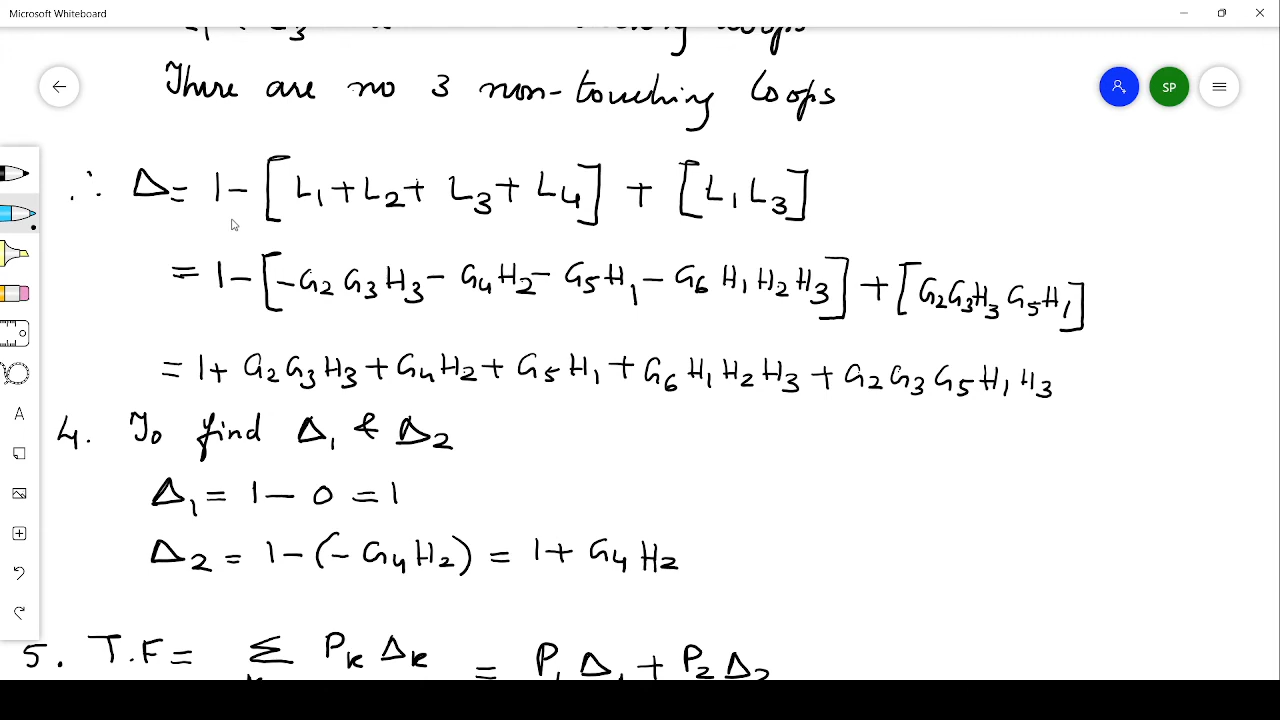 Microsoft Whiteboard
There are no 3 non-touching loops
SP
∴ Δ = 1 - [L₁ + L₂ + L₃ + L₄] + [L₁ L₃]
= 1 - [-G₂ G₃ H₃ - G₄ H₂ - G₅ H₁ - G₆ H₁ H₂ H₃] + [G₂ G₃ H₃ G₅ H₁]
= 1 + G₂ G₃ H₃ + G₄ H₂ + G₅ H₁ + G₆ H₁ H₂ H₃ + G₂ G₃ G₅ H₁ H₃
A
4. To find Δ₁ & Δ₂
Δ₁ = 1 - 0 = 1
Δ₂ = 1 - (- G₄ H₂) = 1 + G₄ H₂
5. T.F = Σ Pₖ Δₖ = P₁ Δ₁ + P₂ Δ₂